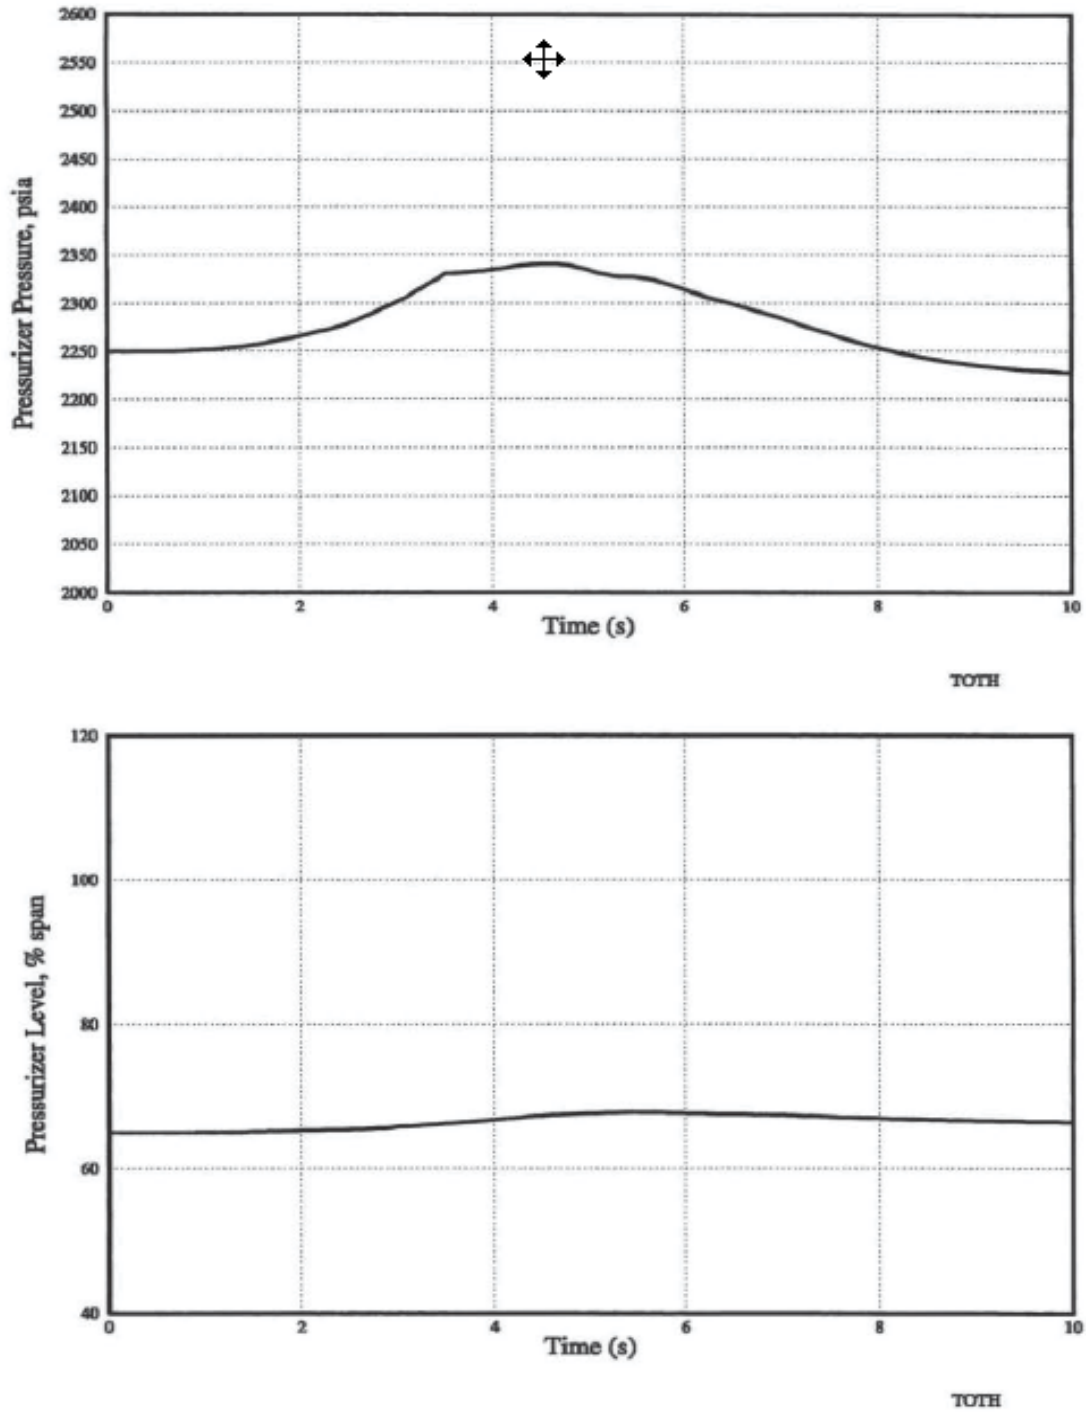 2600
2550
2500
2450
2400
2350
2300
2250
2200
2150
2100
2050
2000
Pressurizer Pressure, psia
0 2 4 6 8 10
Time (s)
TOTH
120
100
80
60
40
Pressurizer Level, % span
0 2 4 6 8 10
Time (s)
TOTH